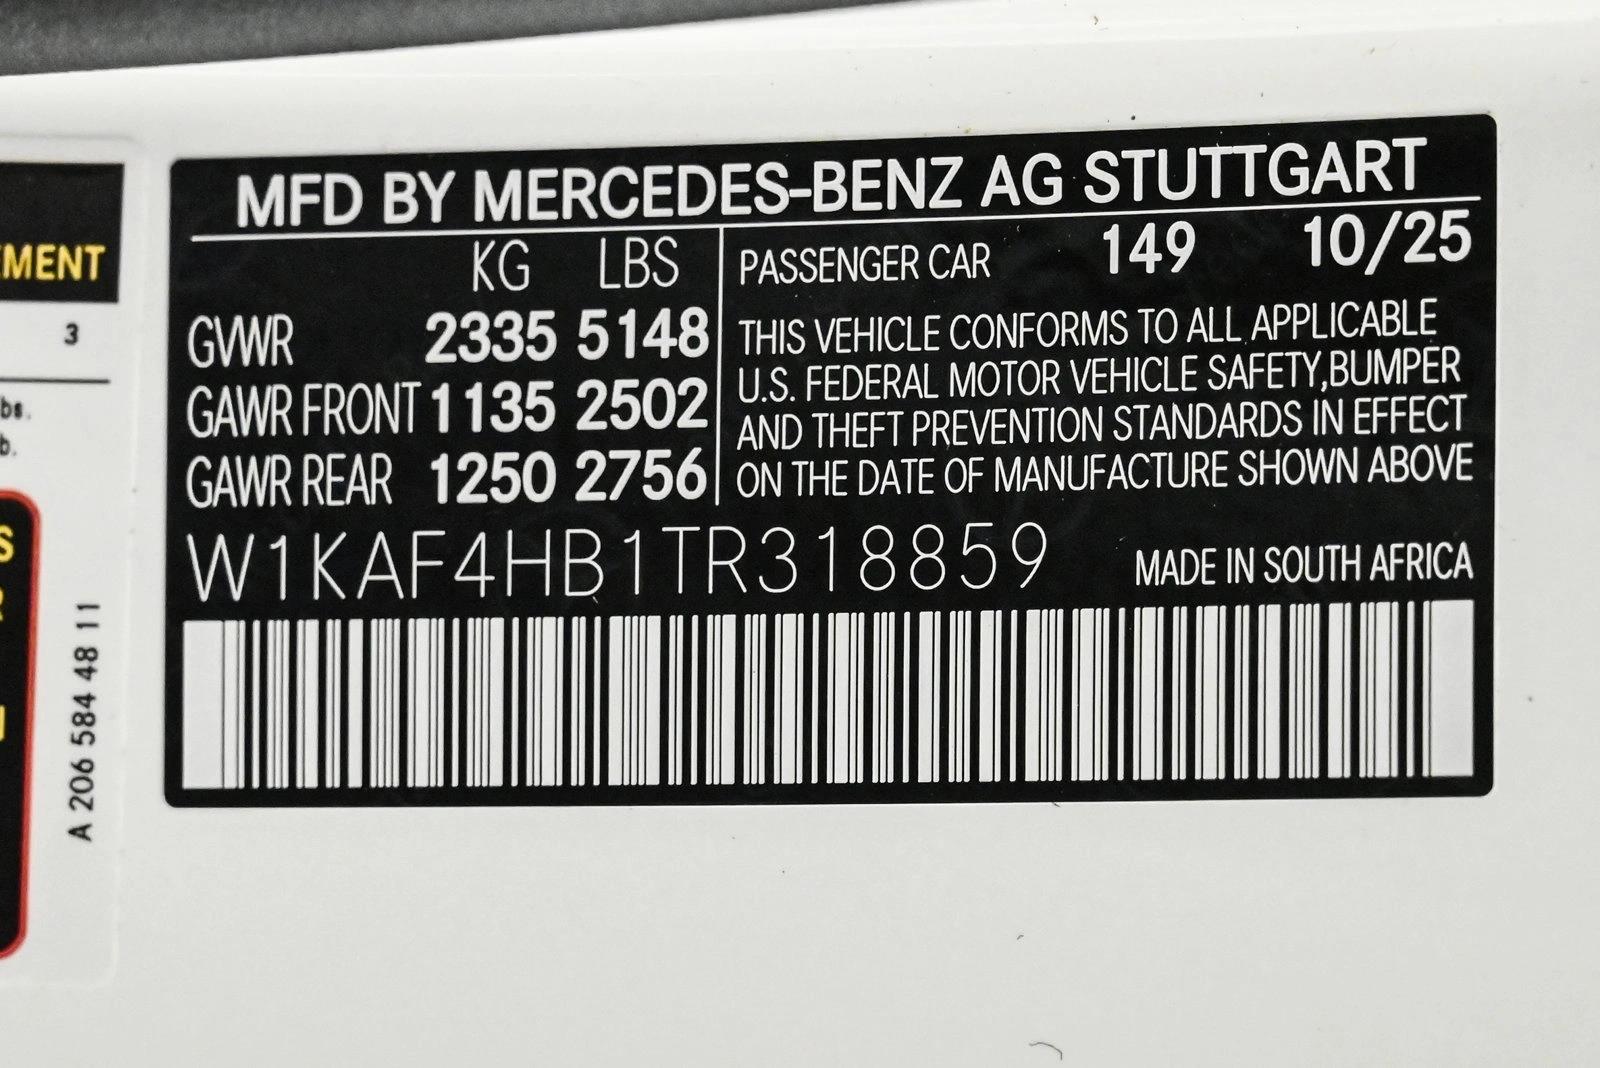 MFD BY MERCEDES-BENZ AG STUTTGART
KG LBS
GVWR 2335 5148
GAWR FRONT 1135 2502
GAWR REAR 1250 2756
PASSENGER CAR 149 10/25
THIS VEHICLE CONFORMS TO ALL APPLICABLE
U.S. FEDERAL MOTOR VEHICLE SAFETY,BUMPER
AND THEFT PREVENTION STANDARDS IN EFFECT
ON THE DATE OF MANUFACTURE SHOWN ABOVE
W1KAF4HB1TR318859
MADE IN SOUTH AFRICA
3
A 206 584 48 11